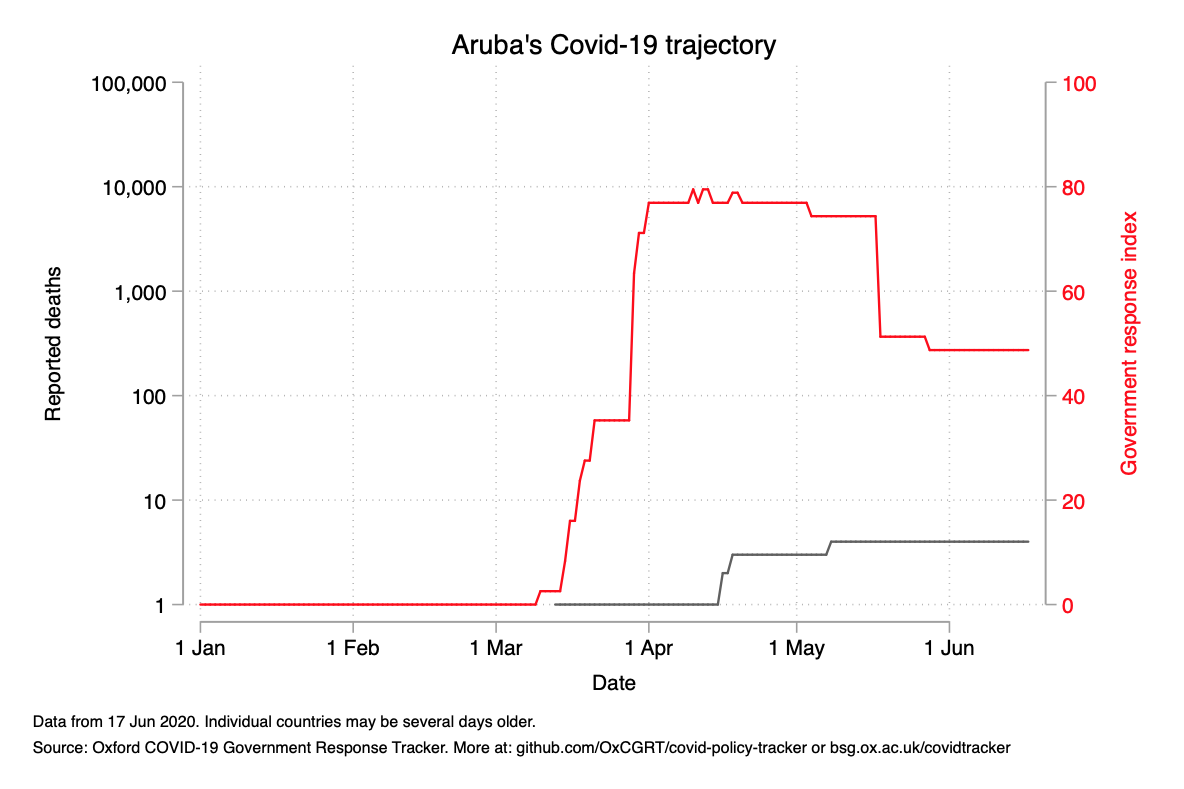 Aruba's Covid-19 trajectory
100,000
10,000
1,000
100
10
1
Reported deaths
100
80
60
40
20
0
Government response index
1 Jan 1 Feb 1 Mar 1 Apr 1 May 1 Jun
Date
Data from 17 Jun 2020. Individual countries may be several days older.
Source: Oxford COVID-19 Government Response Tracker. More at: github.com/OxCGRT/covid-policy-tracker or bsg.ox.ac.uk/covidtracker